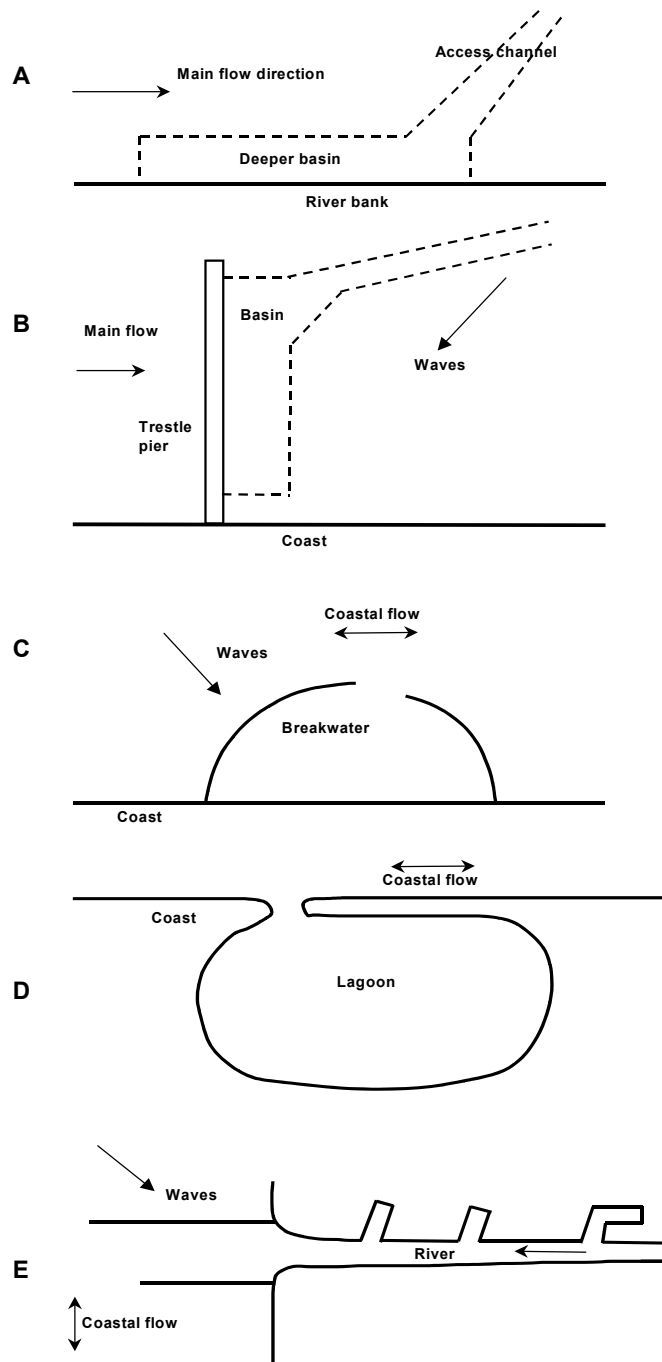 A
Access channel
Main flow direction
Deeper basin
River bank
B
Main flow
Basin
Waves
Trestle
pier
Coast
C
Coastal flow
Waves
Breakwater
Coast
D
Coastal flow
Coast
Lagoon
E
Waves
River
Coastal flow